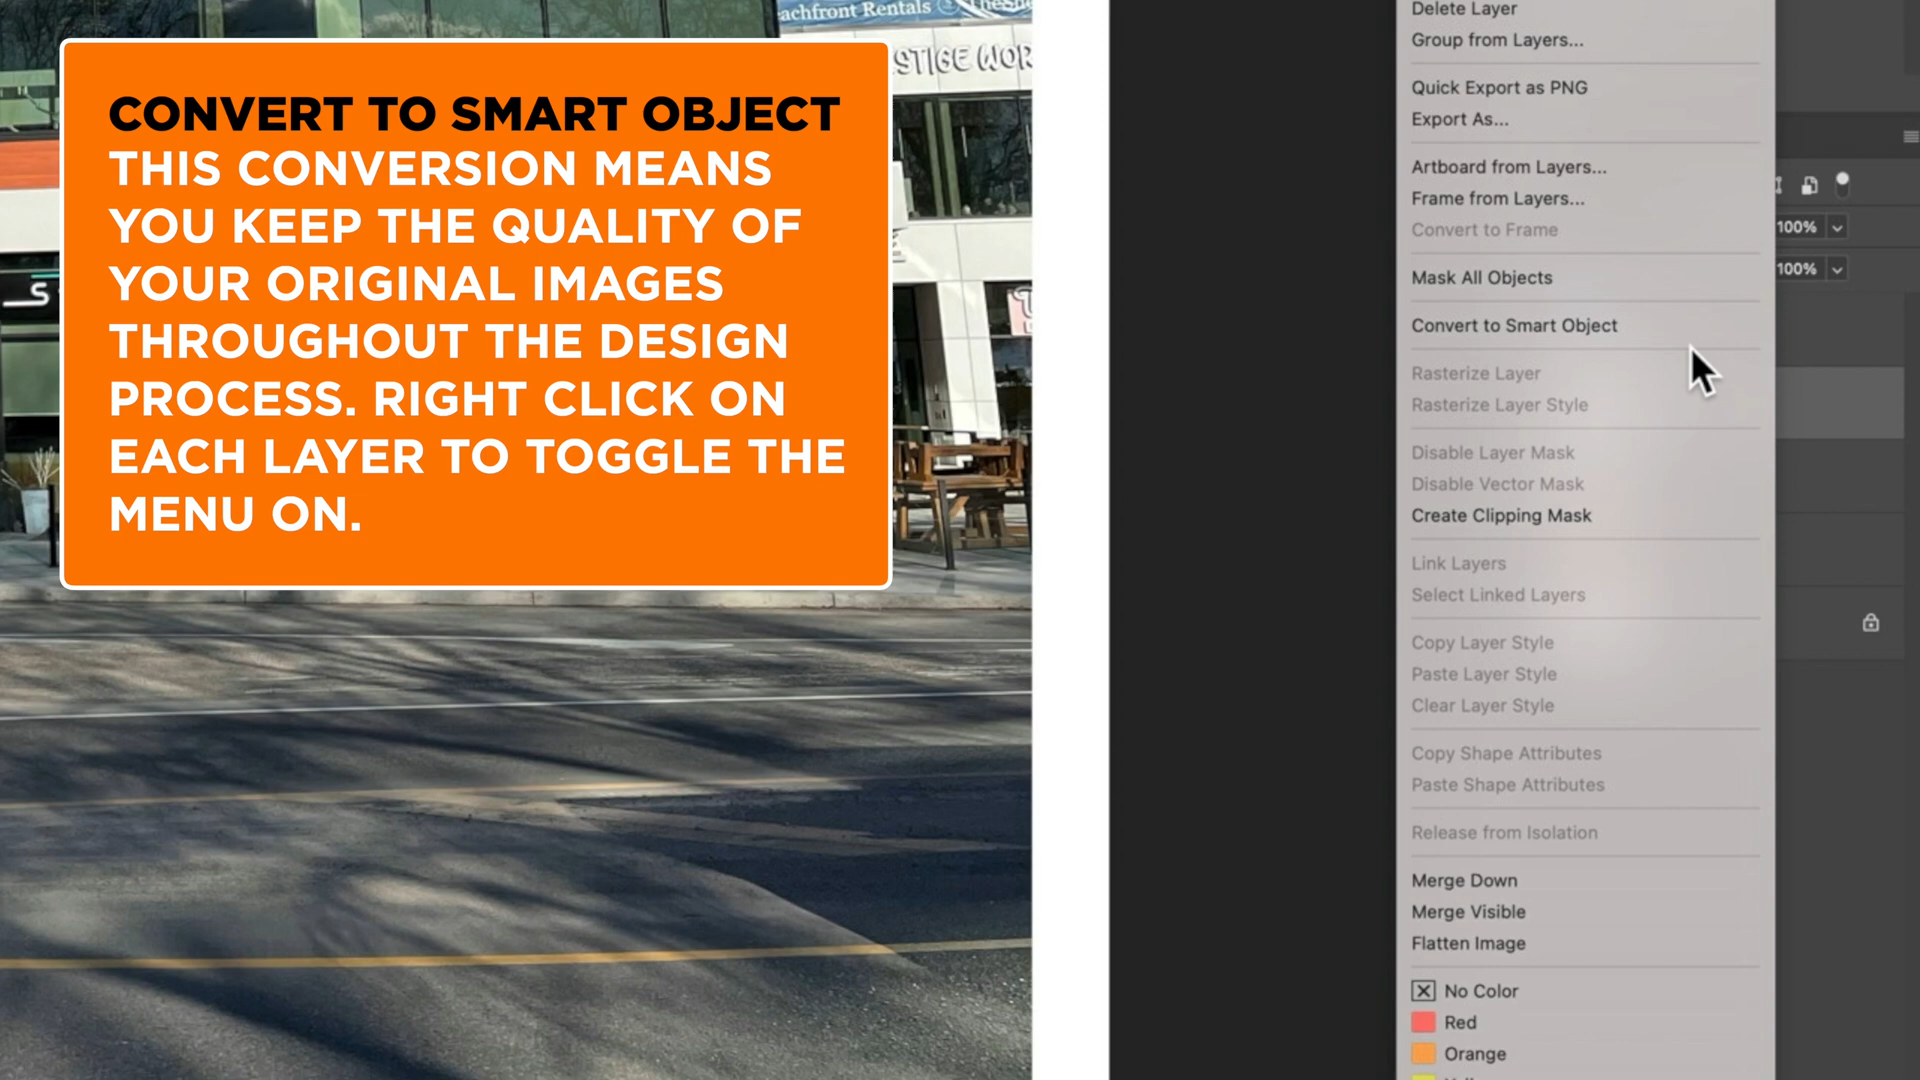 achfront Rentals
STIGE WOR
CONVERT TO SMART OBJECT
THIS CONVERSION MEANS
YOU KEEP THE QUALITY OF
YOUR ORIGINAL IMAGES
THROUGHOUT THE DESIGN
PROCESS. RIGHT CLICK ON
EACH LAYER TO TOGGLE THE
MENU ON.
Delete Layer
Group from Layers...
Quick Export as PNG
Export As...
Artboard from Layers...
Frame from Layers...
Convert to Frame
Mask All Objects
Convert to Smart Object
Rasterize Layer
Rasterize Layer Style
Disable Layer Mask
Disable Vector Mask
Create Clipping Mask
Link Layers
Select Linked Layers
Copy Layer Style
Paste Layer Style
Clear Layer Style
Copy Shape Attributes
Paste Shape Attributes
Release from Isolation
Merge Down
Merge Visible
Flatten Image
No Color
Red
Orange
100%
100%